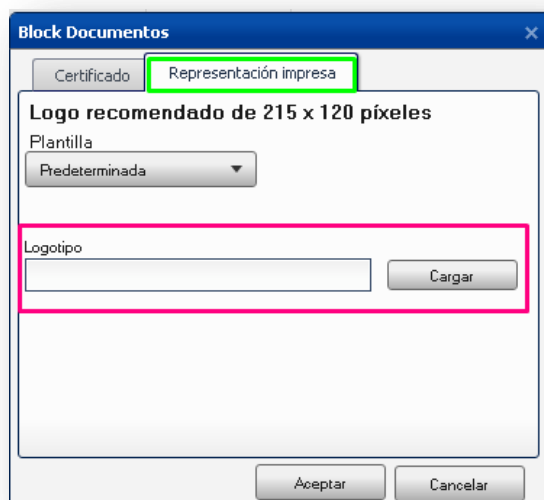 Block Documentos
Certificado Representación impresa
Logo recomendado de 215 x 120 píxeles
Plantilla
Predeterminada
Logotipo
Cargar
Aceptar Cancelar